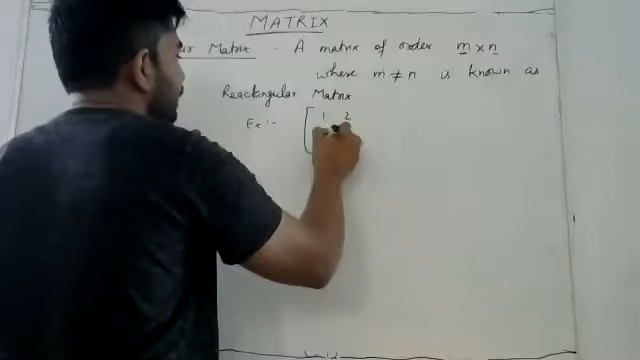 MATRIX
Matrix - A matrix of order m x n
where m ≠ n is known as
Reactangular Matrix
Ex :- [ 1 2